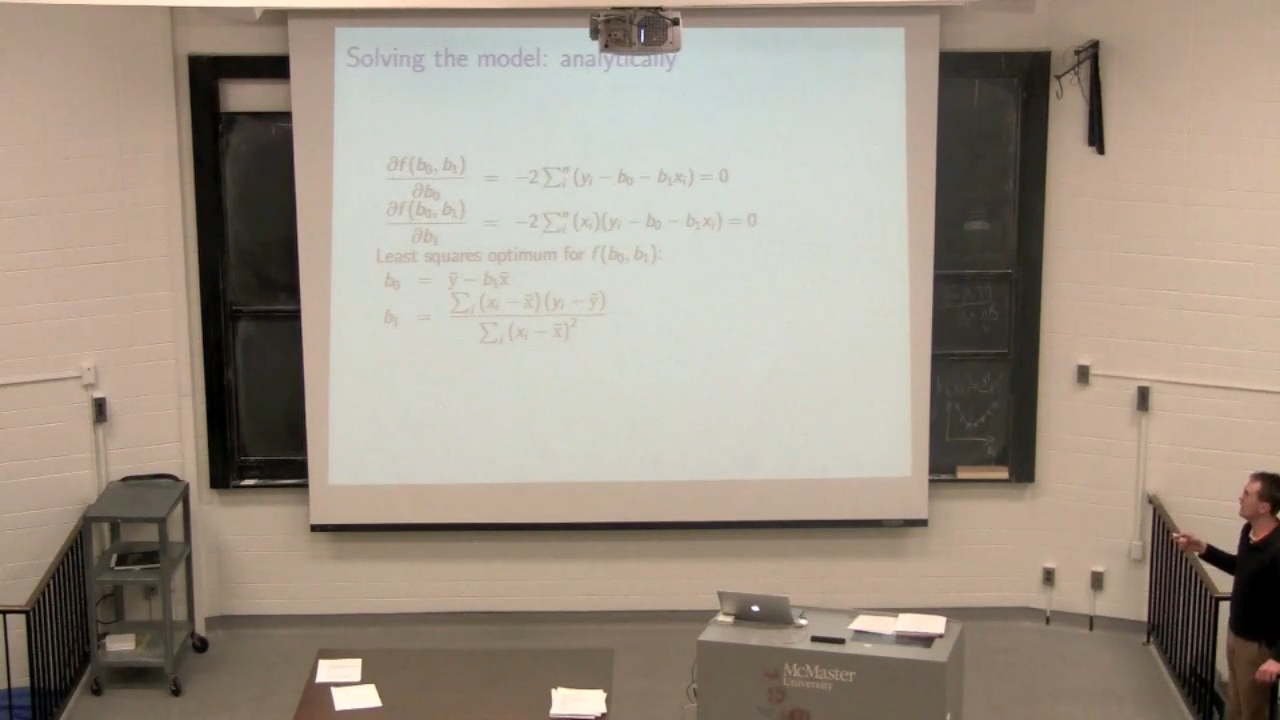 Solving the model: analytically
∂f(b₀, b₁)/∂b₀ = −2 ∑ᵢⁿ (yᵢ − b₀ − b₁xᵢ) = 0
∂f(b₀, b₁)/∂b₁ = −2 ∑ᵢⁿ (xᵢ)(yᵢ − b₀ − b₁xᵢ) = 0
Least squares optimum for f(b₀, b₁):
b₀ = ȳ − b₁x̄
b₁ = ∑ᵢ (xᵢ − x̄)(yᵢ − ȳ) / ∑ᵢ (xᵢ − x̄)²
McMaster
University